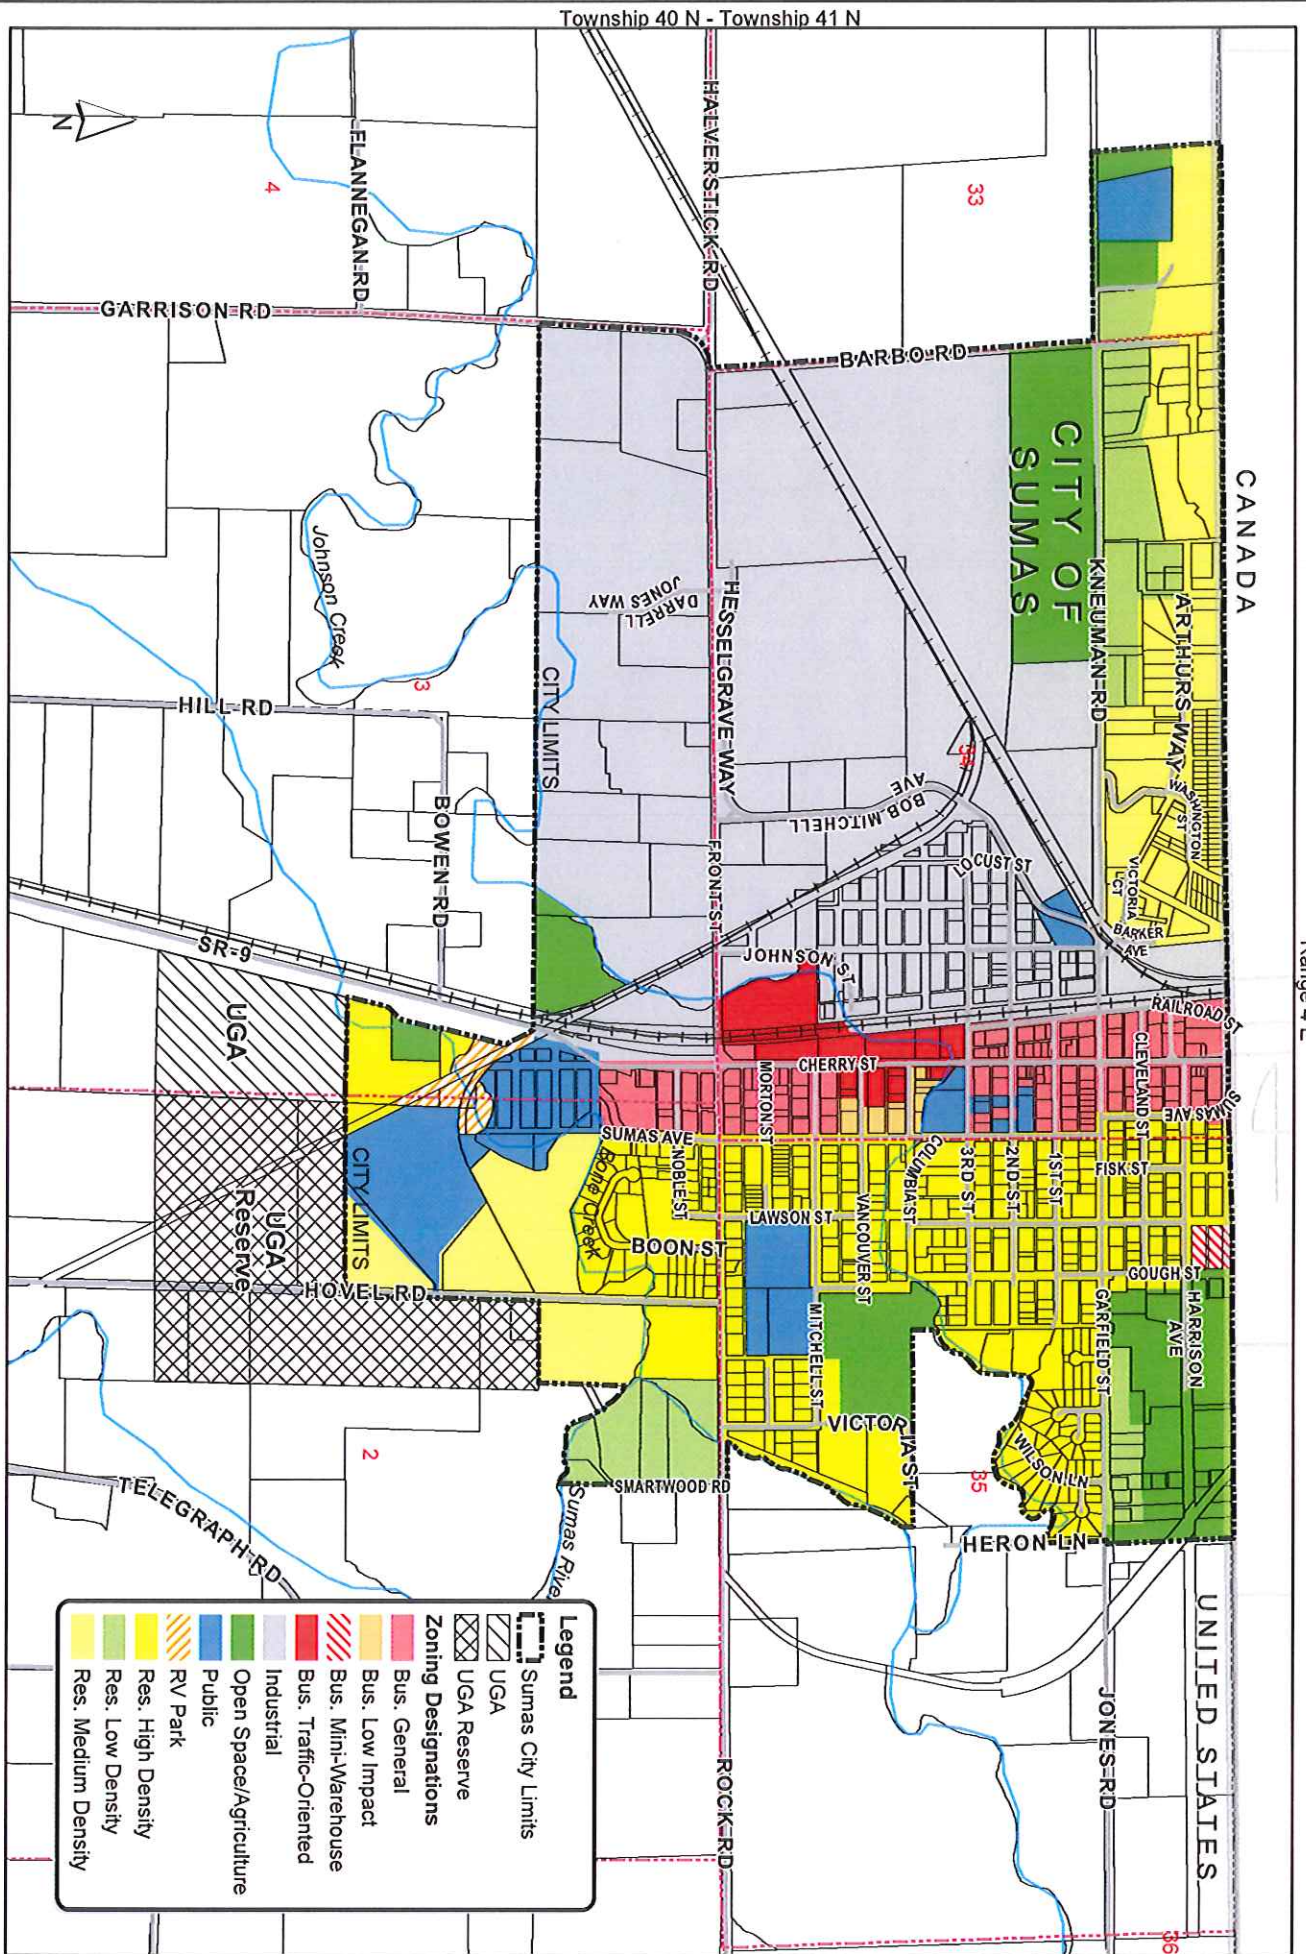 Township 40 N - Township 41 N
Range 4 E
CANADA
UNITED STATES
CITY OF
SUMAS
N
33
34
35
36
4
3
2
HALVERSTICK RD
FLANNEGAN RD
GARRISON RD
BARBO RD
KNEUMAN RD
ARTHURS WAY
WASHINGTON
ST
VICTORIA
CT
BARKER
AVE
HESSELGRAVE WAY
DARRELL
JONES WAY
BOB MITCHELL
AVE
LOCUST ST
FRONT ST
JOHNSON ST
Johnson Creek
HILL RD
BOWEN RD
CITY LIMITS
SR-9
RAILROAD ST
CHERRY ST
CLEVELAND ST
SUMAS AVE
SUMAS AVE
MORTON ST
NOBLE ST
COLUMBIA ST
3RD ST
2ND ST
1ST ST
FISK ST
LAWSON ST
VANCOUVER ST
BOON ST
Bone Creek
GOUGH ST
GARFIELD ST
HARRISON
AVE
MITCHELL ST
VICTORIA ST
WILSON LN
HERON LN
HOVEL RD
CITY LIMITS
UGA
UGA
Reserve
SMARTWOOD RD
Sumas River
TELEGRAPH RD
ROCK RD
JONES RD
Legend
Sumas City Limits
UGA
UGA Reserve
Zoning Designations
Bus. General
Bus. Low Impact
Bus. Mini-Warehouse
Bus. Traffic-Oriented
Industrial
Open Space/Agriculture
Public
RV Park
Res. High Density
Res. Low Density
Res. Medium Density